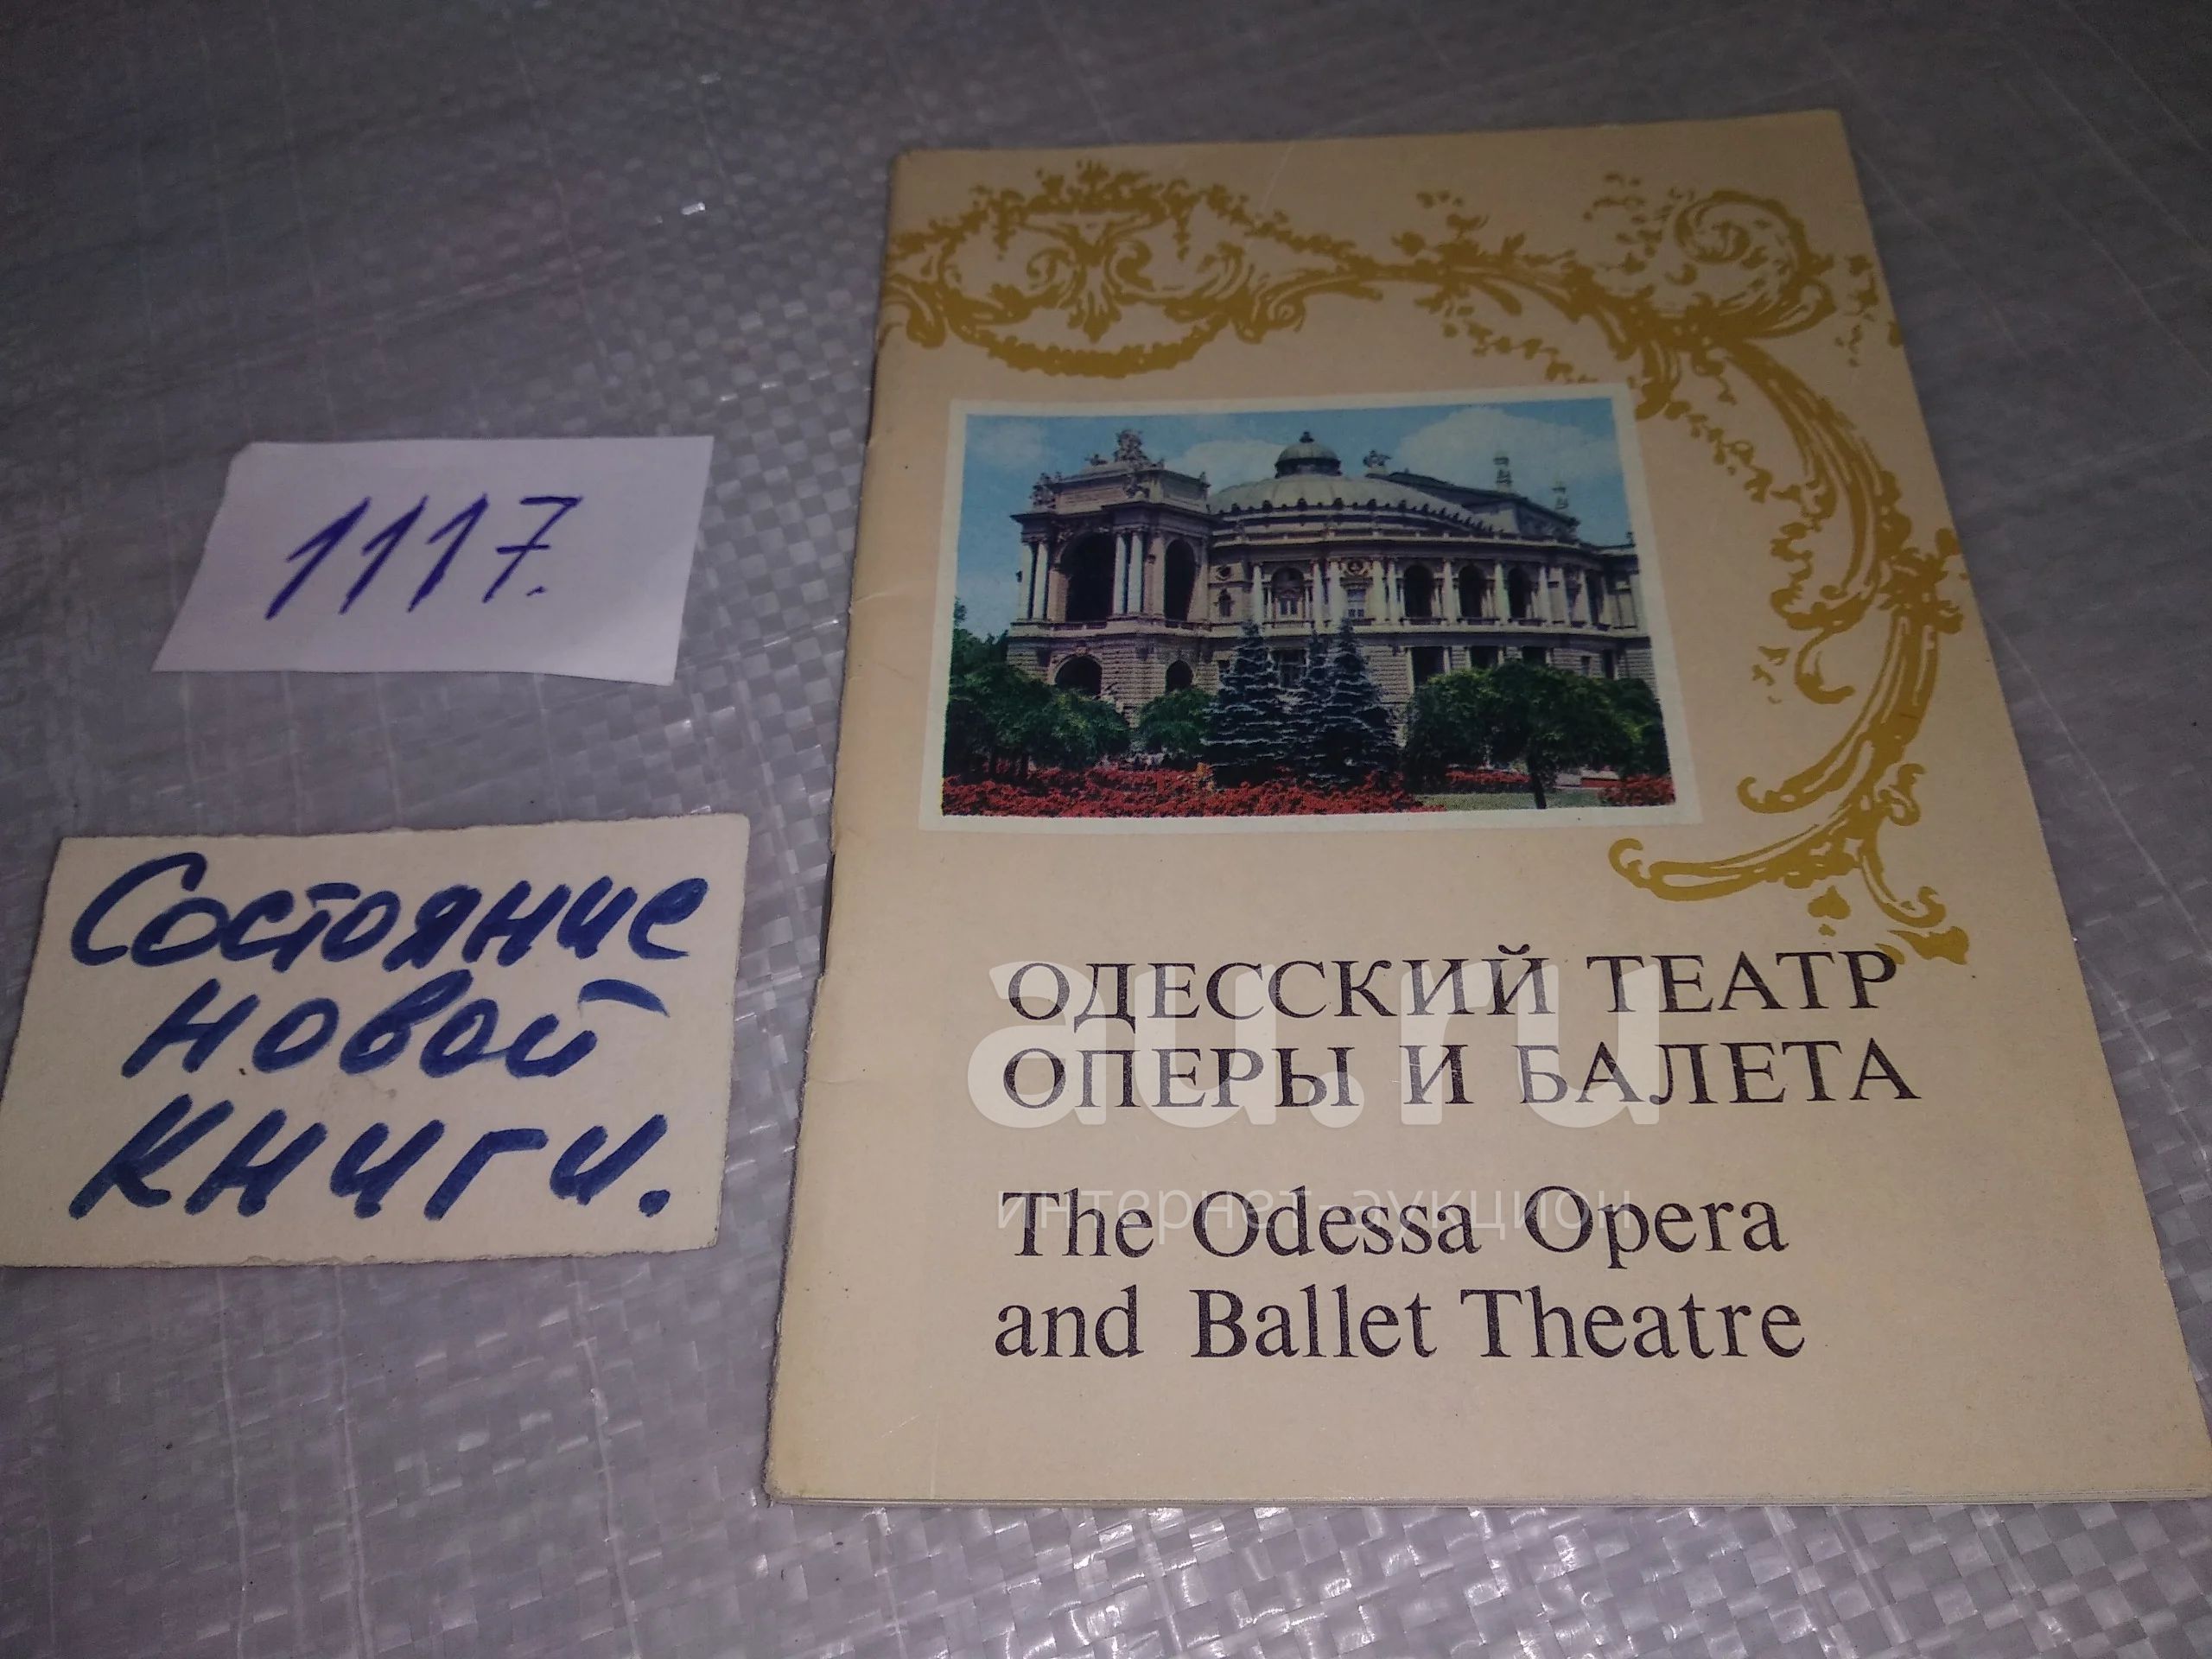 1117.
Состояние
новой
книги.
ОДЕССКИЙ ТЕАТР
ОПЕРЫ И БАЛЕТА
The Odessa Opera
and Ballet Theatre
au.ru
интернет-аукцион